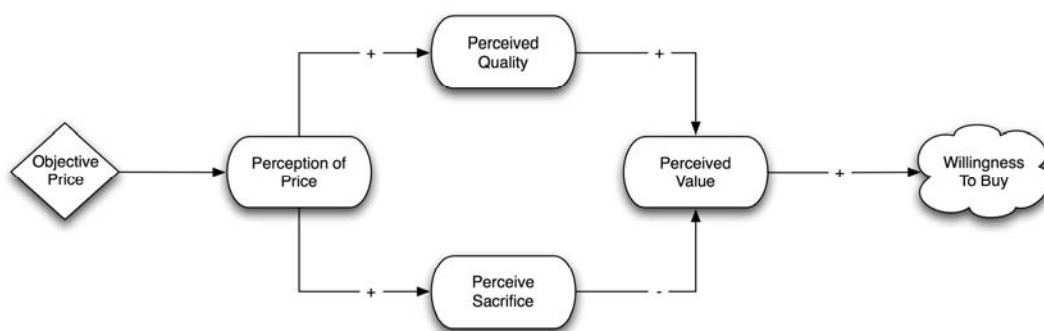 Perceived
Quality
+
+
Objective
Price
Perception of
Price
Perceived
Value
+
Willingness
To Buy
+
Perceive
Sacrifice
-